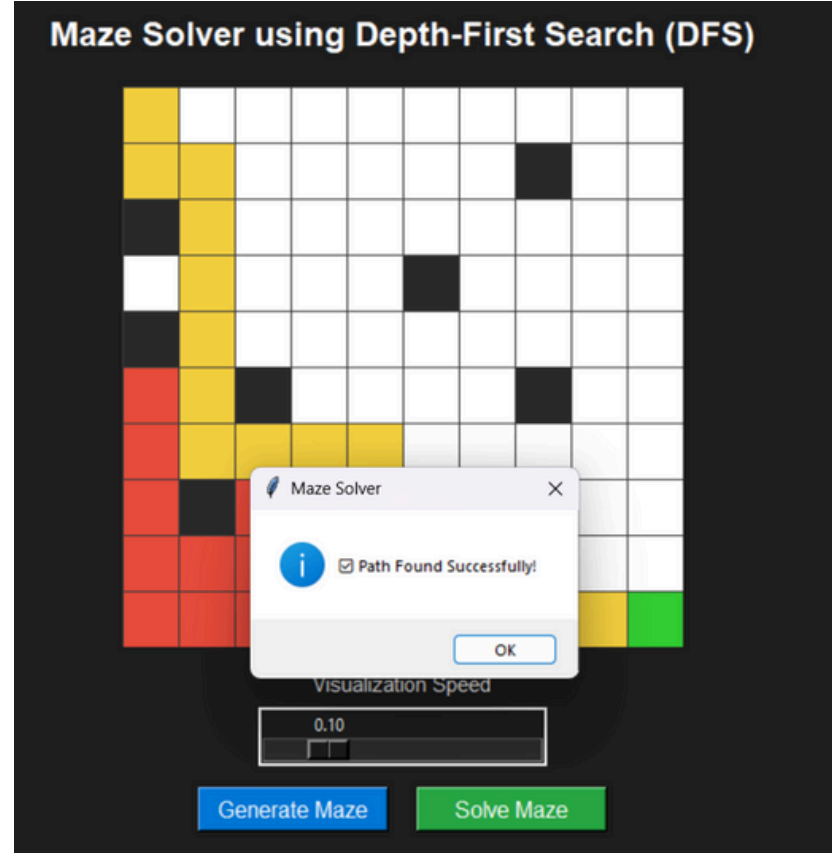 Maze Solver using Depth-First Search (DFS)
Maze Solver
i
☑ Path Found Successfully!
OK
Visualization Speed
0.10
Generate Maze
Solve Maze